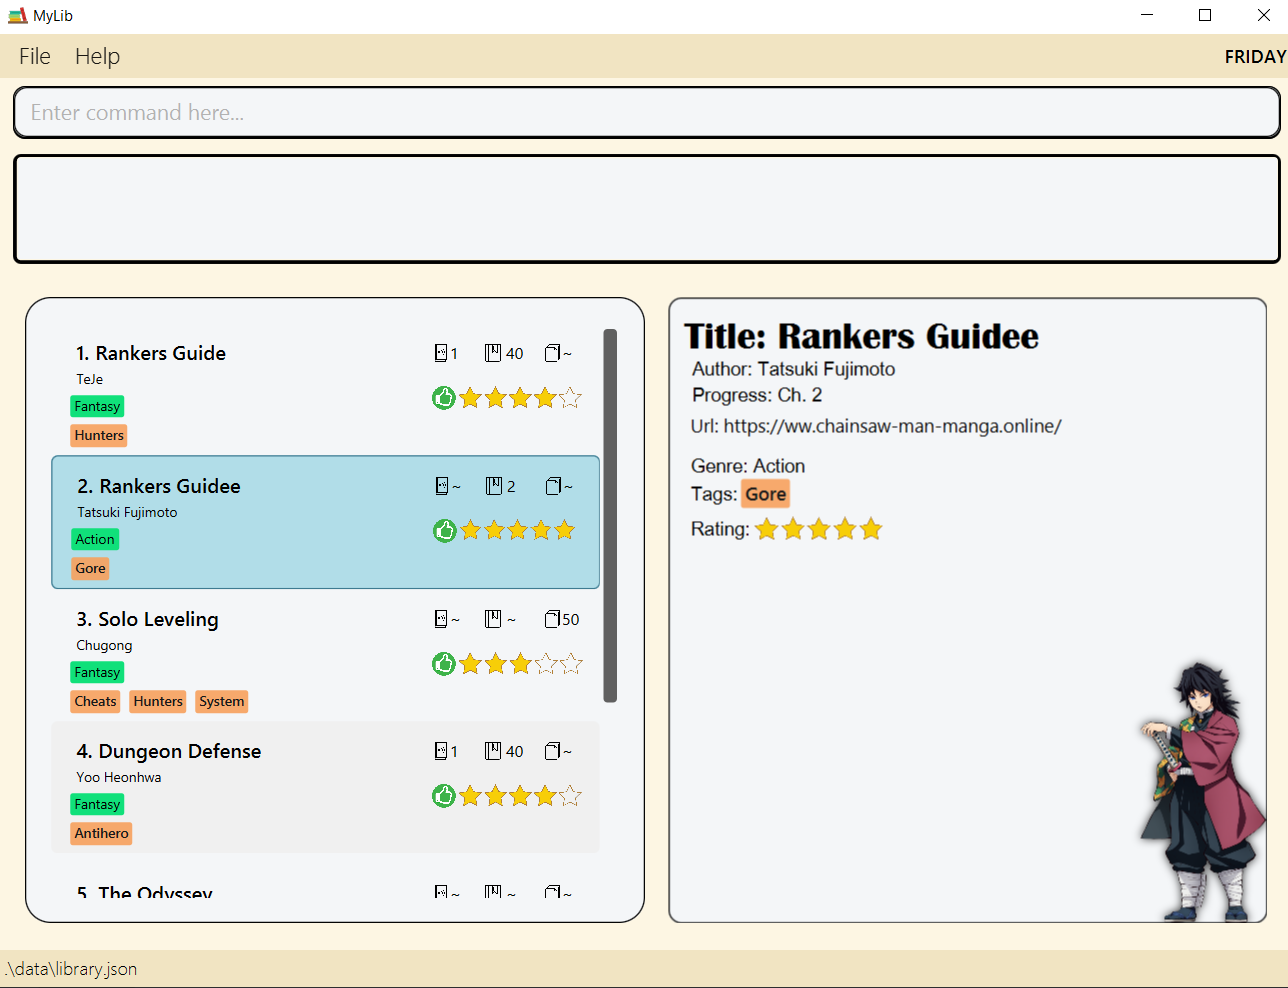 MyLib
File Help FRIDAY
Enter command here...
1. Rankers Guide 1 40 ~
TeJe
Fantasy
Hunters
2. Rankers Guidee ~ 2 ~
Tatsuki Fujimoto
Action
Gore
3. Solo Leveling ~ ~ 50
Chugong
Fantasy
Cheats Hunters System
4. Dungeon Defense 1 40 ~
Yoo Heonhwa
Fantasy
Antihero
5. The Odyssey ~ ~ ~
Title: Rankers Guidee
Author: Tatsuki Fujimoto
Progress: Ch. 2
Url: https://ww.chainsaw-man-manga.online/
Genre: Action
Tags: Gore
Rating:
.\data\library.json